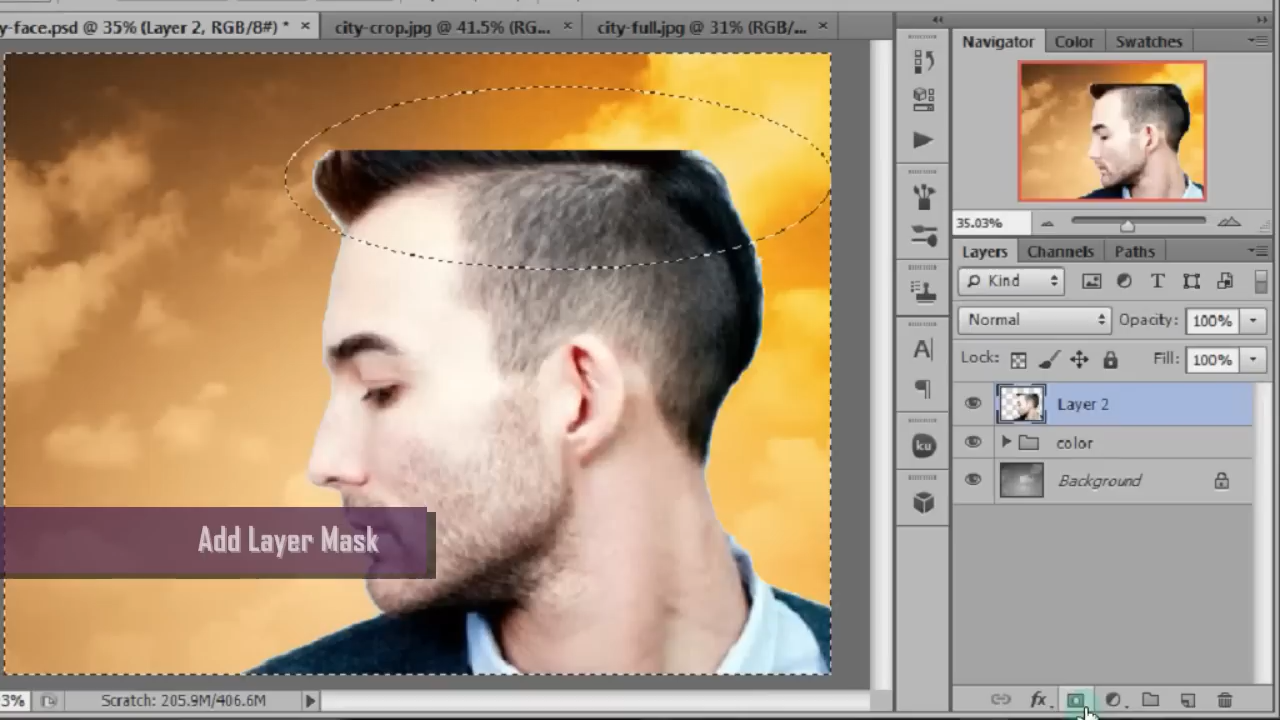 y-face.psd @ 35% (Layer 2, RGB/8#) * × city-crop.jpg @ 41.5% (RG... × city-full.jpg @ 31% (RGB/... ×
Navigator Color Swatches
35.03%
Layers Channels Paths
Kind T
Normal Opacity: 100%
Lock: Fill: 100%
Layer 2
color
Background
A
ku
Add Layer Mask
3% Scratch: 205.9M/406.6M
fx